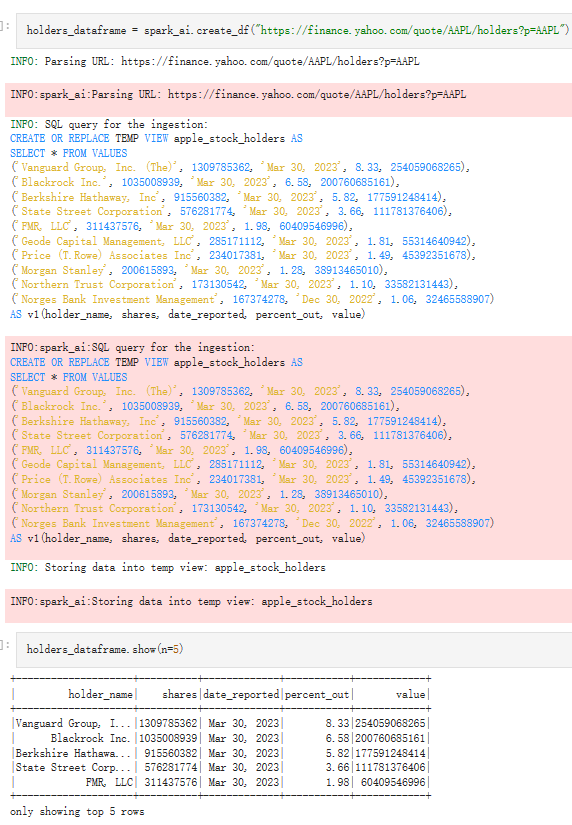 ]:
holders_dataframe = spark_ai.create_df("https://finance.yahoo.com/quote/AAPL/holders?p=AAPL")
INFO: Parsing URL: https://finance.yahoo.com/quote/AAPL/holders?p=AAPL
INFO:spark_ai:Parsing URL: https://finance.yahoo.com/quote/AAPL/holders?p=AAPL
INFO: SQL query for the ingestion:
CREATE OR REPLACE TEMP VIEW apple_stock_holders AS
SELECT * FROM VALUES
('Vanguard Group, Inc. (The)', 1309785362, 'Mar 30, 2023', 8.33, 254059068265),
('Blackrock Inc.', 1035008939, 'Mar 30, 2023', 6.58, 200760685161),
('Berkshire Hathaway, Inc', 915560382, 'Mar 30, 2023', 5.82, 177591248414),
('State Street Corporation', 576281774, 'Mar 30, 2023', 3.66, 111781376406),
('FMR, LLC', 311437576, 'Mar 30, 2023', 1.98, 60409546996),
('Geode Capital Management, LLC', 285171112, 'Mar 30, 2023', 1.81, 55314640942),
('Price (T.Rowe) Associates Inc', 234017381, 'Mar 30, 2023', 1.49, 45392351678),
('Morgan Stanley', 200615893, 'Mar 30, 2023', 1.28, 38913465010),
('Northern Trust Corporation', 173130542, 'Mar 30, 2023', 1.10, 33582131443),
('Norges Bank Investment Management', 167374278, 'Dec 30, 2022', 1.06, 32465588907)
AS v1(holder_name, shares, date_reported, percent_out, value)
INFO:spark_ai:SQL query for the ingestion:
CREATE OR REPLACE TEMP VIEW apple_stock_holders AS
SELECT * FROM VALUES
('Vanguard Group, Inc. (The)', 1309785362, 'Mar 30, 2023', 8.33, 254059068265),
('Blackrock Inc.', 1035008939, 'Mar 30, 2023', 6.58, 200760685161),
('Berkshire Hathaway, Inc', 915560382, 'Mar 30, 2023', 5.82, 177591248414),
('State Street Corporation', 576281774, 'Mar 30, 2023', 3.66, 111781376406),
('FMR, LLC', 311437576, 'Mar 30, 2023', 1.98, 60409546996),
('Geode Capital Management, LLC', 285171112, 'Mar 30, 2023', 1.81, 55314640942),
('Price (T.Rowe) Associates Inc', 234017381, 'Mar 30, 2023', 1.49, 45392351678),
('Morgan Stanley', 200615893, 'Mar 30, 2023', 1.28, 38913465010),
('Northern Trust Corporation', 173130542, 'Mar 30, 2023', 1.10, 33582131443),
('Norges Bank Investment Management', 167374278, 'Dec 30, 2022', 1.06, 32465588907)
AS v1(holder_name, shares, date_reported, percent_out, value)
INFO: Storing data into temp view: apple_stock_holders
INFO:spark_ai:Storing data into temp view: apple_stock_holders
]:
holders_dataframe.show(n=5)
+------------------+----------+-------------+-----------+------------+
|       holder_name|    shares|date_reported|percent_out|       value|
+------------------+----------+-------------+-----------+------------+
|Vanguard Group, I...|1309785362| Mar 30, 2023|       8.33|254059068265|
|      Blackrock Inc.|1035008939| Mar 30, 2023|       6.58|200760685161|
|Berkshire Hathawa...| 915560382| Mar 30, 2023|       5.82|177591248414|
|State Street Corp...| 576281774| Mar 30, 2023|       3.66|111781376406|
|            FMR, LLC| 311437576| Mar 30, 2023|       1.98| 60409546996|
+------------------+----------+-------------+-----------+------------+
only showing top 5 rows